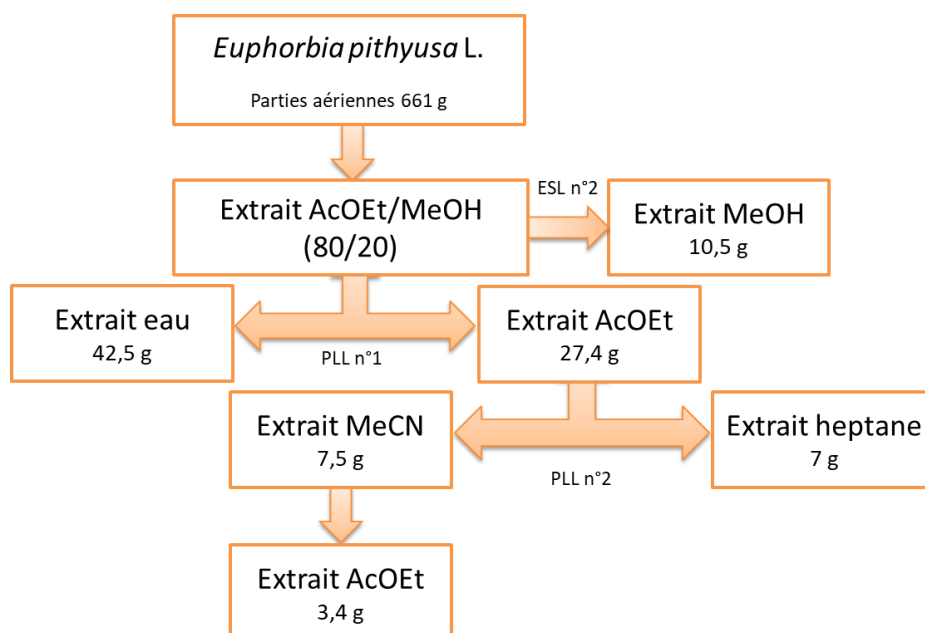 Euphorbia pithyusa L.
Parties aériennes 661 g
Extrait AcOEt/MeOH
(80/20)
ESL n°2
Extrait MeOH
10,5 g
Extrait eau
42,5 g
PLL n°1
Extrait AcOEt
27,4 g
Extrait MeCN
7,5 g
PLL n°2
Extrait heptane
7 g
Extrait AcOEt
3,4 g